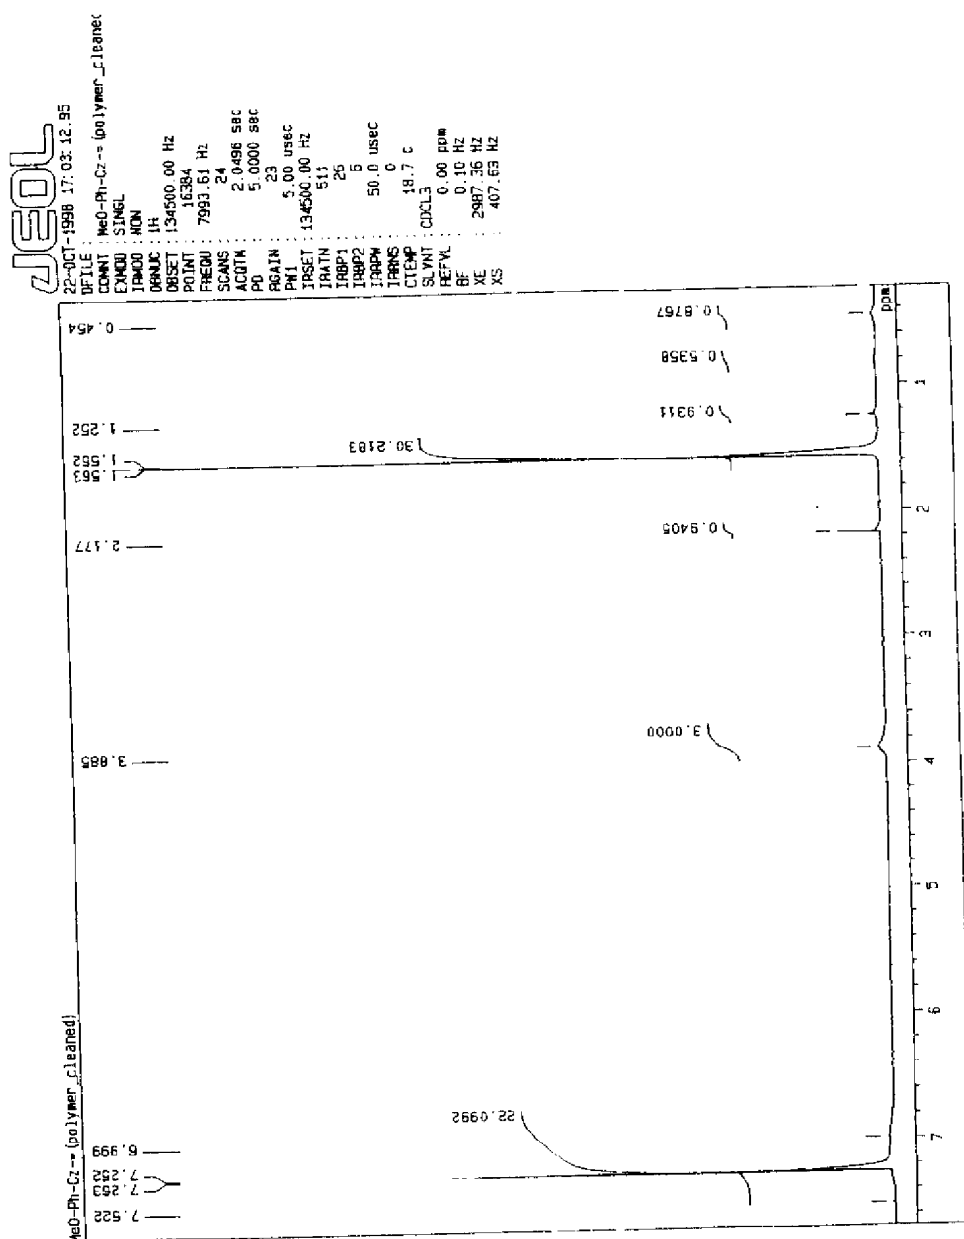 JEOL
22-OCT-1998 17:03:12.95
DFILE :
COMNT : MeO-Ph-Cz-= (polymer_cleaned
EXMOD : SINGL
IRMOD : NON
OBNUC : 1H
OBSET : 134500.00 Hz
POINT : 16384
FREQU : 7993.61 Hz
SCANS : 24
ACQTM : 2.0496 sec
PD : 5.0000 sec
RGAIN : 23
PW1 : 5.00 usec
IRSET : 134500.00 Hz
IRATN : 511
IRBP1 : 26
IRBP2 : 6
IRRPW : 50.0 usec
IRRNS : 0
CTEMP : 18.7 c
SLVNT : CDCL3
REFVL : 0.00 ppm
BF : 0.10 Hz
XE : 2987.36 Hz
XS : 407.63 Hz
MeO-Ph-Cz-= (polymer_cleaned)
7.522
7.263
7.252
6.999
3.885
2.177
1.563
1.552
1.252
0.454
22.0992
3.0000
0.9405
30.2183
0.9311
0.5358
0.8767
7
6
5
4
3
2
1
ppm